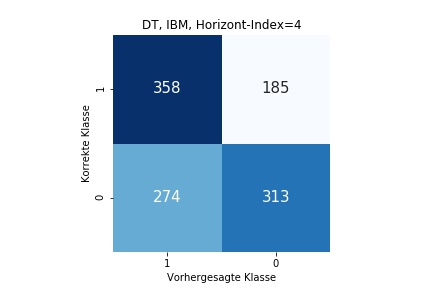 DT, IBM, Horizont-Index=4
Korrekte Klasse
1
358
185
0
274
313
1
0
Vorhergesagte Klasse